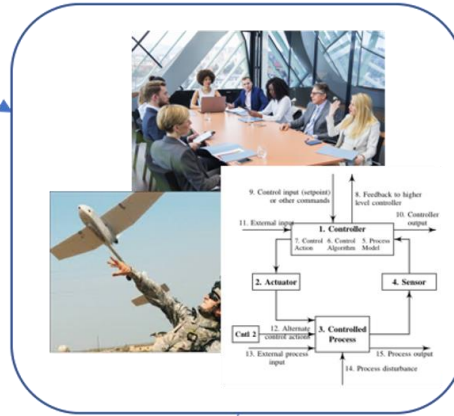 9. Control input (setpoint)
or other commands
8. Feedback to higher
level controller
11. External input
10. Controller
output
1. Controller
7. Control
Action
6. Control
Algorithm
5. Process
Model
2. Actuator
4. Sensor
Cntl 2
12. Alternate
control actions
3. Controlled
Process
13. External process
input
15. Process output
14. Process disturbance